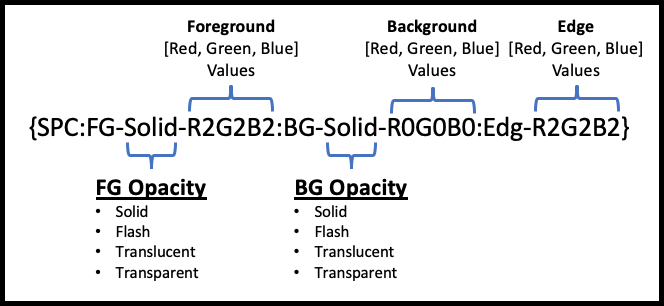 Foreground
[Red, Green, Blue]
Values
Background
[Red, Green, Blue]
Values
Edge
[Red, Green, Blue]
Values
{SPC:FG-Solid-R2G2B2:BG-Solid-R0G0B0:Edg-R2G2B2}
FG Opacity
• Solid
• Flash
• Translucent
• Transparent
BG Opacity
• Solid
• Flash
• Translucent
• Transparent